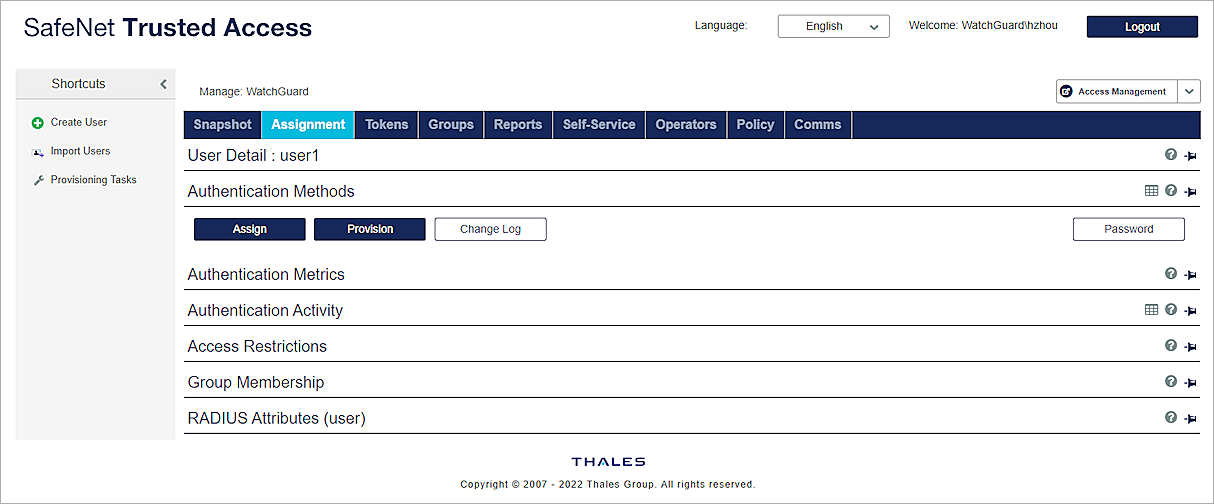 SafeNet Trusted Access
Language: English Welcome: WatchGuard\hzhou Logout
Shortcuts
Create User
Import Users
Provisioning Tasks
Manage: WatchGuard Access Management
Snapshot Assignment Tokens Groups Reports Self-Service Operators Policy Comms
User Detail : user1
Authentication Methods
Assign Provision Change Log Password
Authentication Metrics
Authentication Activity
Access Restrictions
Group Membership
RADIUS Attributes (user)
THALES
Copyright © 2007 - 2022 Thales Group. All rights reserved.